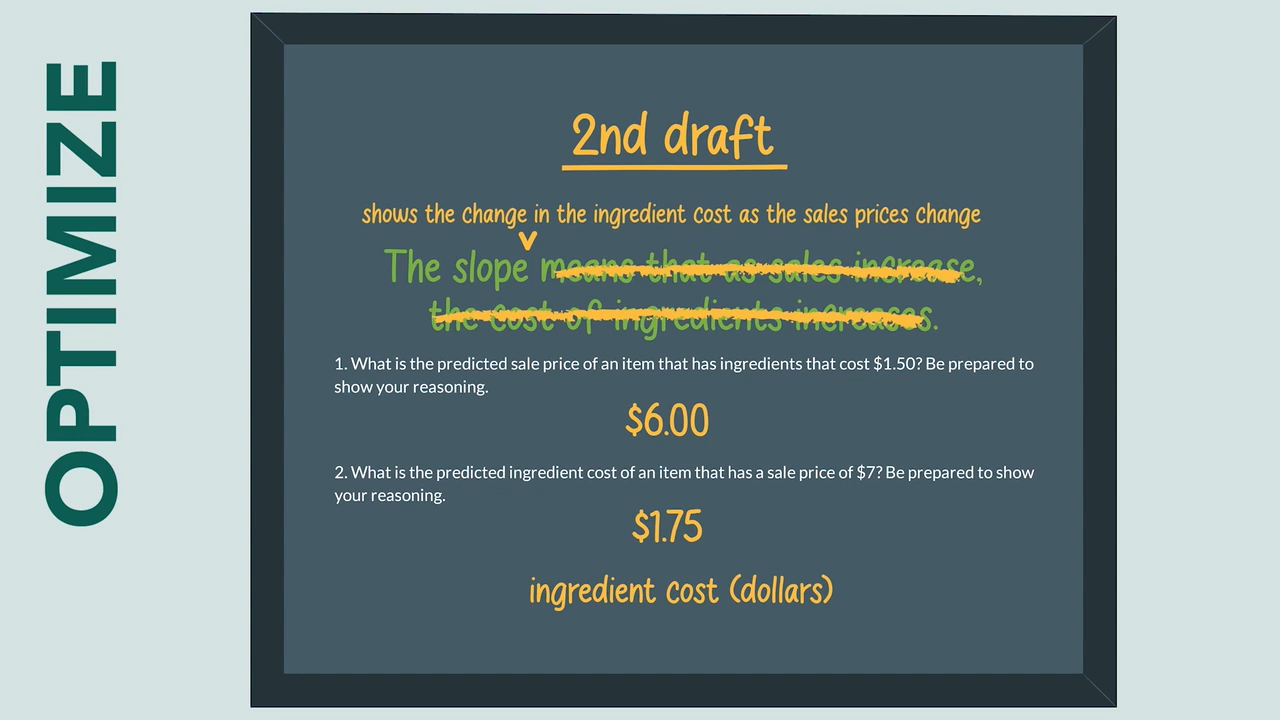 OPTIMIZE
2nd draft
shows the change in the ingredient cost as the sales prices change
The slope means that as sales increase,
the cost of ingredients increases.
1. What is the predicted sale price of an item that has ingredients that cost $1.50? Be prepared to
show your reasoning.
$6.00
2. What is the predicted ingredient cost of an item that has a sale price of $7? Be prepared to show
your reasoning.
$1.75
ingredient cost (dollars)